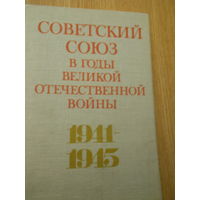 СОВЕТСКИЙ
СОЮЗ
В ГОДЫ
ВЕЛИКОЙ
ОТЕЧЕСТВЕННОЙ
ВОЙНЫ
1941-
1945